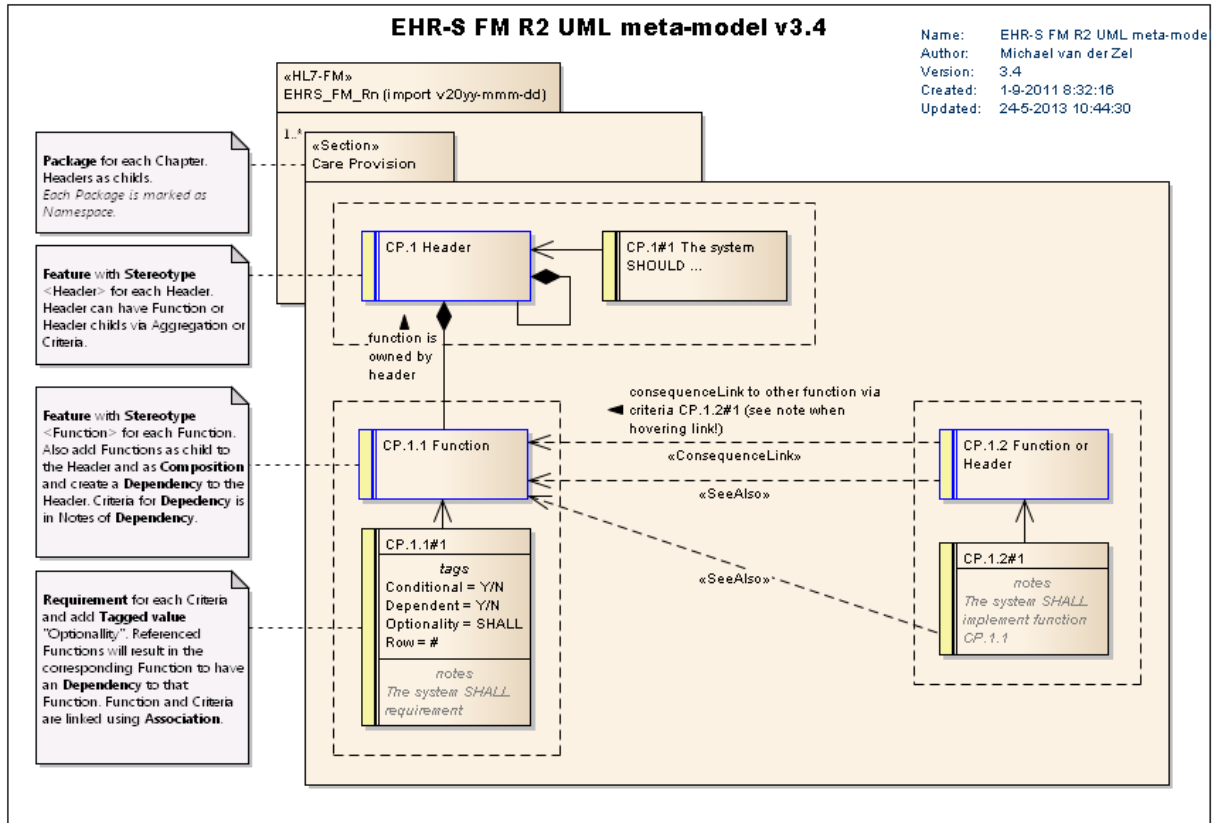 EHR-S FM R2 UML meta-model v3.4
Name: EHR-S FM R2 UML meta-mode
Author: Michael van der Zel
Version: 3.4
Created: 1-9-2011 8:32:16
Updated: 24-5-2013 10:44:30
«HL7-FM»
EHRS_FM_Rn (import v20yy-mmm-dd)
1..*
«Section»
Care Provision
Package for each Chapter.
Headers as childs.
Each Package is marked as
Namespace.
CP.1 Header
CP.1#1 The system
SHOULD ...
Feature with Stereotype
<Header> for each Header.
Header can have Function or
Header childs via Aggregation or
Criteria.
function is
owned by
header
consequenceLink to other function via
criteria CP.1.2#1 (see note when
hovering link!)
Feature with Stereotype
<Function> for each Function.
Also add Functions as child to
the Header and as Composition
and create a Dependency to the
Header. Criteria for Depedency is
in Notes of Dependency.
CP.1.1 Function
«ConsequenceLink»
«SeeAlso»
CP.1.2 Function or
Header
CP.1.1#1
tags
Conditional = Y/N
Dependent = Y/N
Optionality = SHALL
Row = #
notes
The system SHALL
requirement
«SeeAlso»
CP.1.2#1
notes
The system SHALL
implement function
CP.1.1
Requirement for each Criteria
and add Tagged value
"Optionallity". Referenced
Functions will result in the
corresponding Function to have
an Dependency to that
Function. Function and Criteria
are linked using Association.